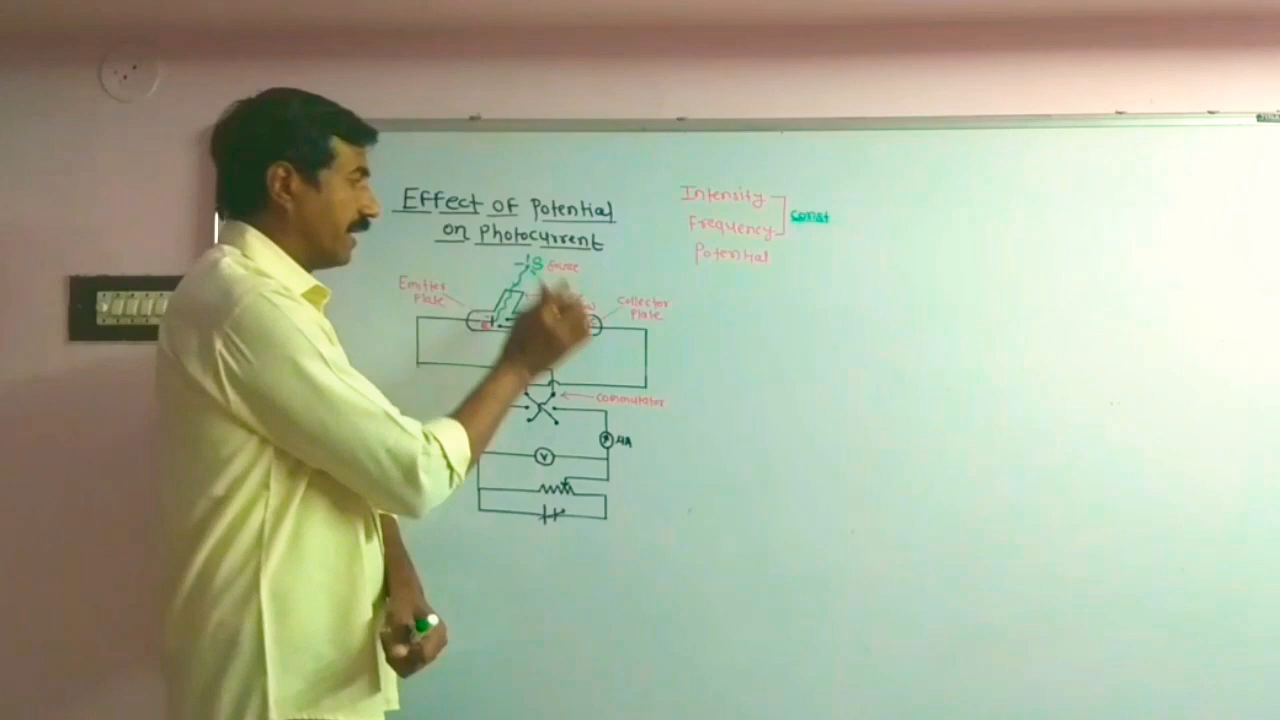 Effect of Potential
on Photocurrent
Intensity
Frequency
const
Potential
S
Source
Emitter
Plate
Collector
Plate
C
Commutator
μA
V